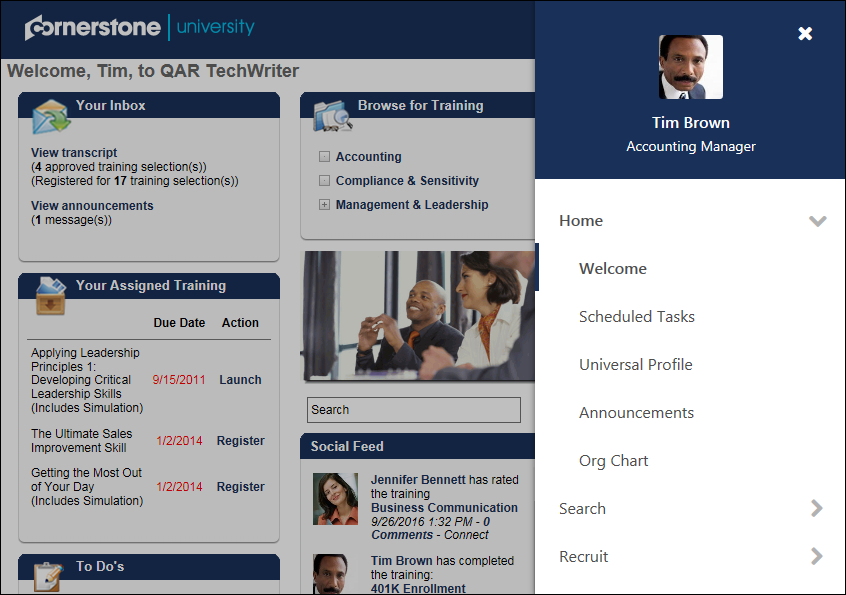 Cornerstone | university
Welcome, Tim, to QAR TechWriter
Your Inbox
View transcript
(4 approved training selection(s))
(Registered for 17 training selection(s))
View announcements
(1 message(s))
Your Assigned Training
Due Date Action
Applying Leadership
Principles 1:
Developing Critical
Leadership Skills
(Includes Simulation)
9/15/2011 Launch
The Ultimate Sales
Improvement Skill
1/2/2014 Register
Getting the Most Out
of Your Day
(Includes Simulation)
1/2/2014 Register
To Do's
Browse for Training
Accounting
Compliance & Sensitivity
Management & Leadership
Search
Social Feed
Jennifer Bennett has rated
the training
Business Communication
9/26/2016 1:32 PM - 0
Comments - Connect
Tim Brown has completed
the training:
401K Enrollment
Tim Brown
Accounting Manager
Home
Welcome
Scheduled Tasks
Universal Profile
Announcements
Org Chart
Search
Recruit